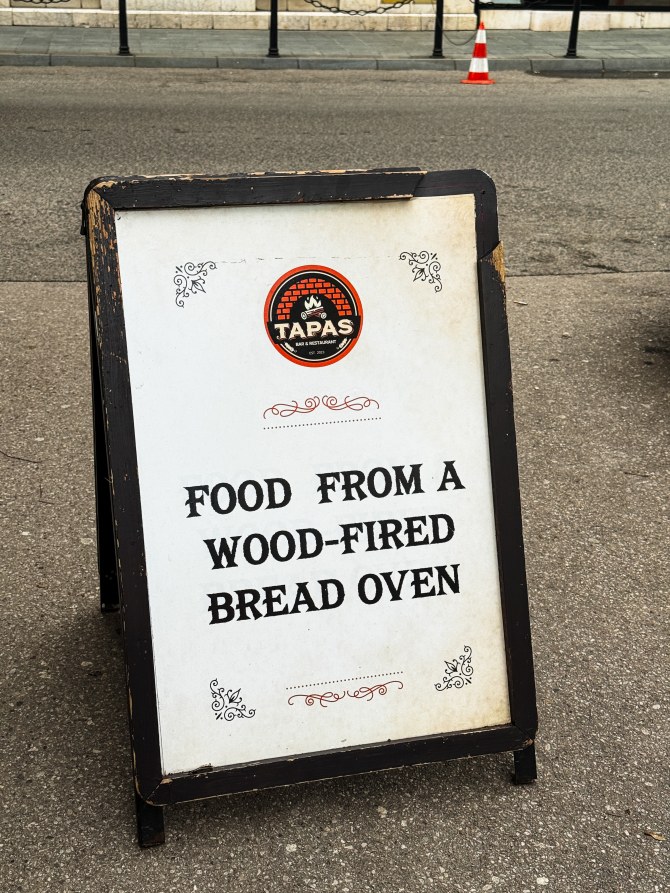 TAPAS
BAR & RESTAURANT
FOOD FROM A
WOOD-FIRED
BREAD OVEN